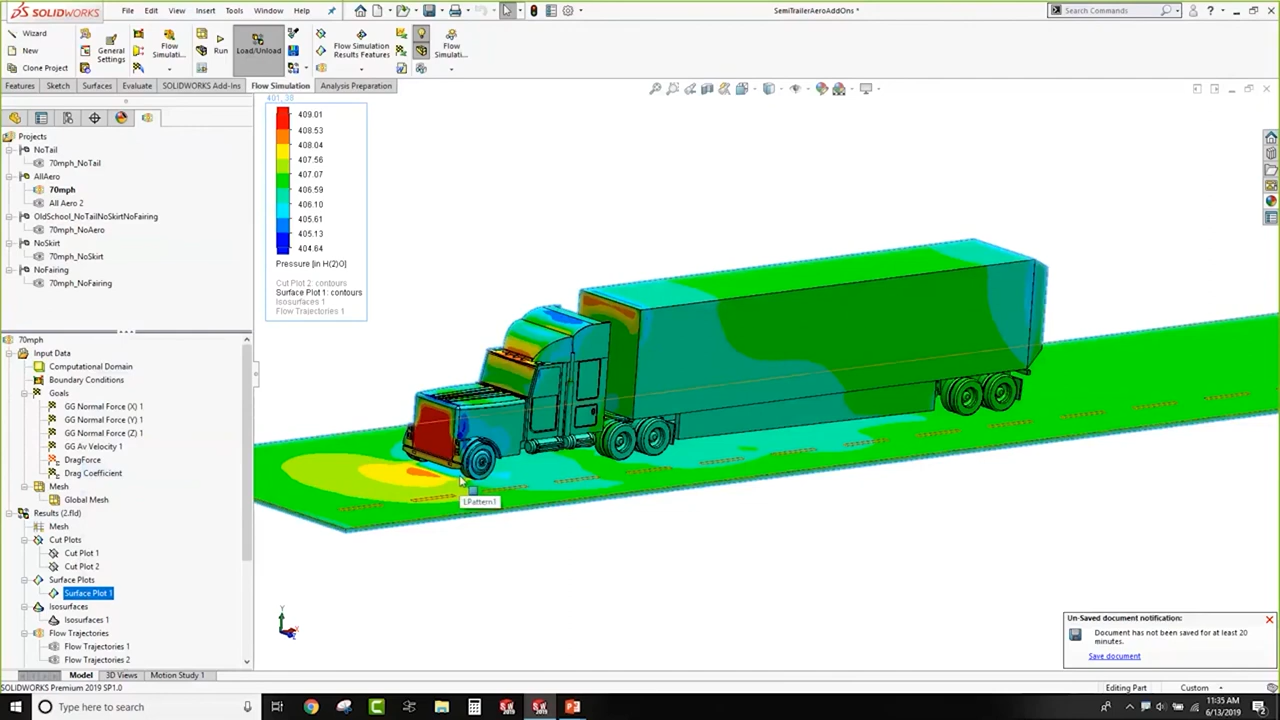 SOLIDWORKS
File Edit View Insert Tools Window Help
SemiTrailerAeroAddOns *
Search Commands
Wizard
New
Clone Project
General Settings
Flow Simulati...
Run
Load/Unload
Flow Simulation Results Features
Flow Simulati...
Features Sketch Surfaces Evaluate SOLIDWORKS Add-Ins Flow Simulation Analysis Preparation
Projects
NoTail
70mph_NoTail
AllAero
70mph
All Aero 2
OldSchool_NoTailNoSkirtNoFairing
70mph_NoAero
NoSkirt
70mph_NoSkirt
NoFairing
70mph_NoFairing
70mph
Input Data
Computational Domain
Boundary Conditions
Goals
GG Normal Force (X) 1
GG Normal Force (Y) 1
GG Normal Force (Z) 1
GG Av Velocity 1
DragForce
Drag Coefficient
Mesh
Global Mesh
Results (2.fld)
Mesh
Cut Plots
Cut Plot 1
Cut Plot 2
Surface Plots
Surface Plot 1
Isosurfaces
Isosurfaces 1
Flow Trajectories
Flow Trajectories 1
Flow Trajectories 2
409.01
408.53
408.04
407.56
407.07
406.59
406.10
405.61
405.13
404.64
Pressure [in H(2)O]
Cut Plot 2: contours
Surface Plot 1: contours
Isosurfaces 1
Flow Trajectories 1
LPattern1
Y
Un-Saved document notification:
Document has not been saved for at least 20
minutes.
Save document
Model 3D Views Motion Study 1
SOLIDWORKS Premium 2019 SP1.0
Editing Part
Custom
Type here to search
11:35 AM
6/13/2019